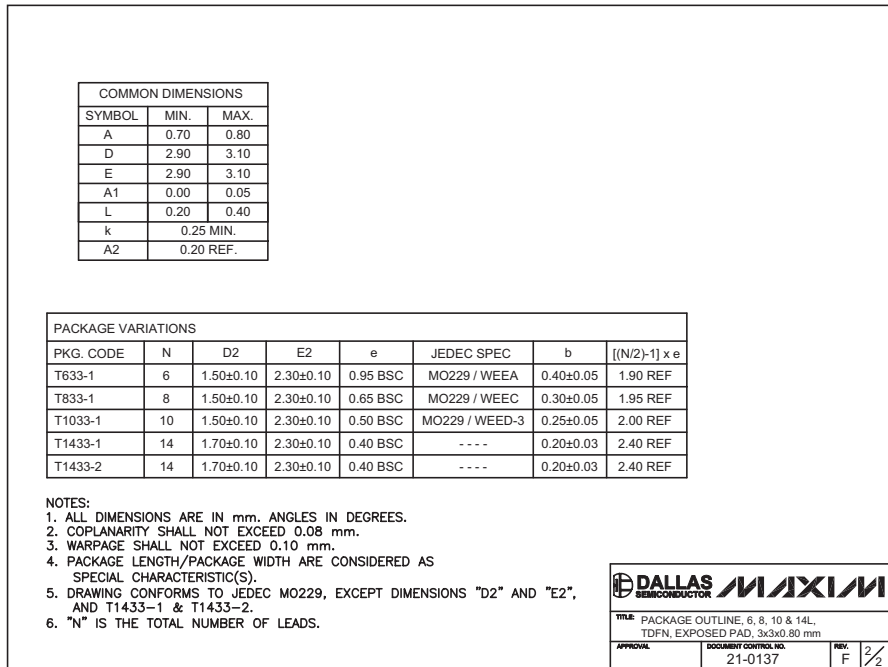 COMMON DIMENSIONS
SYMBOL MIN. MAX.
A 0.70 0.80
D 2.90 3.10
E 2.90 3.10
A1 0.00 0.05
L 0.20 0.40
k 0.25 MIN.
A2 0.20 REF.
PACKAGE VARIATIONS
PKG. CODE N D2 E2 e JEDEC SPEC b [(N/2)-1] x e
T633-1 6 1.50±0.10 2.30±0.10 0.95 BSC MO229 / WEEA 0.40±0.05 1.90 REF
T833-1 8 1.50±0.10 2.30±0.10 0.65 BSC MO229 / WEEC 0.30±0.05 1.95 REF
T1033-1 10 1.50±0.10 2.30±0.10 0.50 BSC MO229 / WEED-3 0.25±0.05 2.00 REF
T1433-1 14 1.70±0.10 2.30±0.10 0.40 BSC - - - - 0.20±0.03 2.40 REF
T1433-2 14 1.70±0.10 2.30±0.10 0.40 BSC - - - - 0.20±0.03 2.40 REF
NOTES:
1. ALL DIMENSIONS ARE IN mm. ANGLES IN DEGREES.
2. COPLANARITY SHALL NOT EXCEED 0.08 mm.
3. WARPAGE SHALL NOT EXCEED 0.10 mm.
4. PACKAGE LENGTH/PACKAGE WIDTH ARE CONSIDERED AS
SPECIAL CHARACTERISTIC(S).
5. DRAWING CONFORMS TO JEDEC MO229, EXCEPT DIMENSIONS "D2" AND "E2",
AND T1433-1 & T1433-2.
6. "N" IS THE TOTAL NUMBER OF LEADS.
DALLAS SEMICONDUCTOR MAXIM
TITLE: PACKAGE OUTLINE, 6, 8, 10 & 14L,
TDFN, EXPOSED PAD, 3x3x0.80 mm
APPROVAL DOCUMENT CONTROL NO. REV.
21-0137 F 2/2